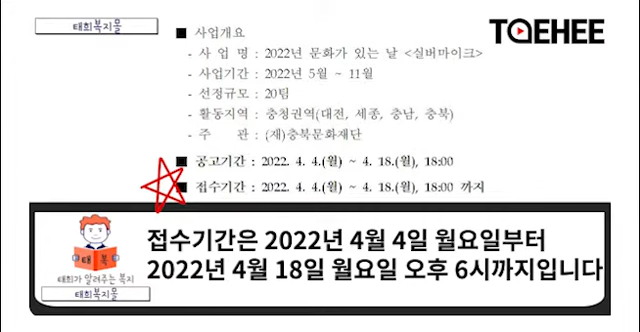 태희복지몰
TQEHEE
■ 사업개요
- 사 업 명 : 2022년 문화가 있는 날 <실버마이크>
- 사업기간 : 2022년 5월 ~ 11월
- 선정규모 : 20팀
- 활동지역 : 충청권역(대전, 세종, 충남, 충북)
- 주 관 : (재)충북문화재단
■ 공고기간 : 2022. 4. 4.(월) ~ 4. 18.(월), 18:00
■ 접수기간 : 2022. 4. 4.(월) ~ 4. 18.(월), 18:00 까지
접수기간은 2022년 4월 4일 월요일부터
2022년 4월 18일 월요일 오후 6시까지입니다
태 복
태희가 알려주는 복지
태희복지몰